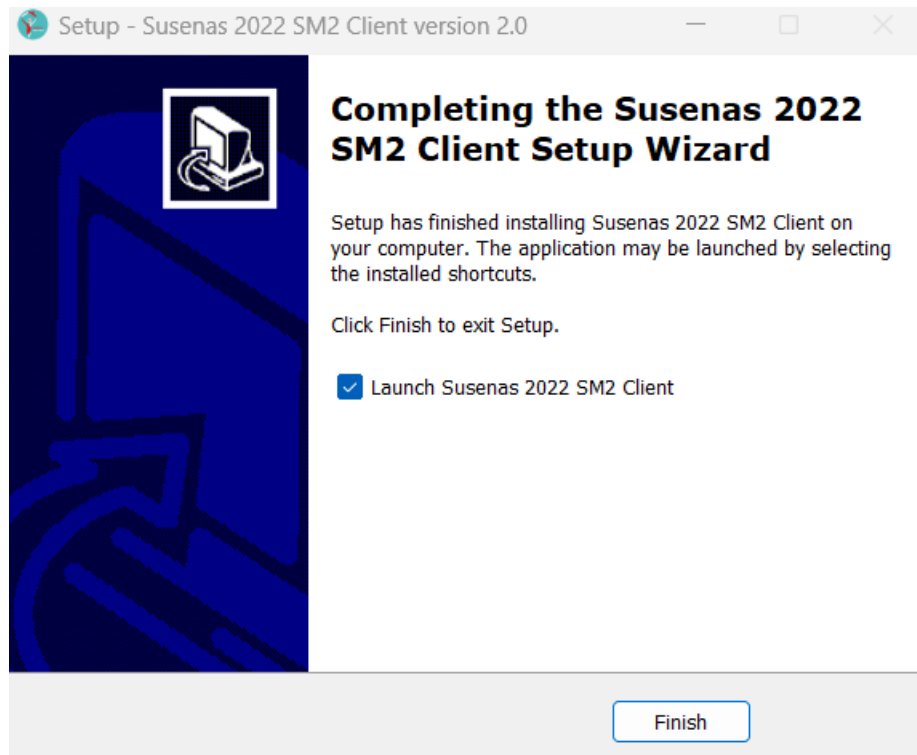 Setup - Susenas 2022 SM2 Client version 2.0
Completing the Susenas 2022
SM2 Client Setup Wizard
Setup has finished installing Susenas 2022 SM2 Client on
your computer. The application may be launched by selecting
the installed shortcuts.
Click Finish to exit Setup.
Launch Susenas 2022 SM2 Client
Finish